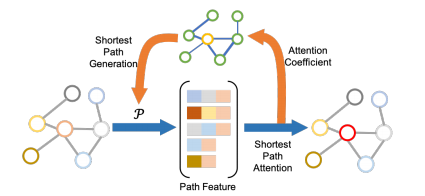 Shortest
Path
Generation
Attention
Coefficient
𝒫
Shortest
Path
Attention
Path Feature